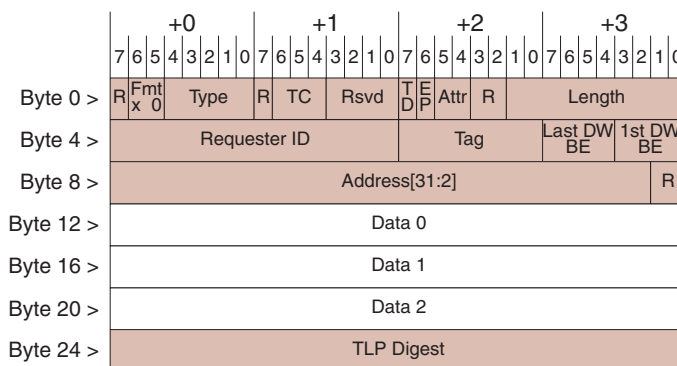 +0 +1 +2 +3
7 6 5 4 3 2 1 0 7 6 5 4 3 2 1 0 7 6 5 4 3 2 1 0 7 6 5 4 3 2 1 0
Byte 0 > R Fmt x 0 Type R TC Rsvd TD EP Attr R Length
Byte 4 > Requester ID Tag Last DW BE 1st DW BE
Byte 8 > Address[31:2] R
Byte 12 > Data 0
Byte 16 > Data 1
Byte 20 > Data 2
Byte 24 > TLP Digest